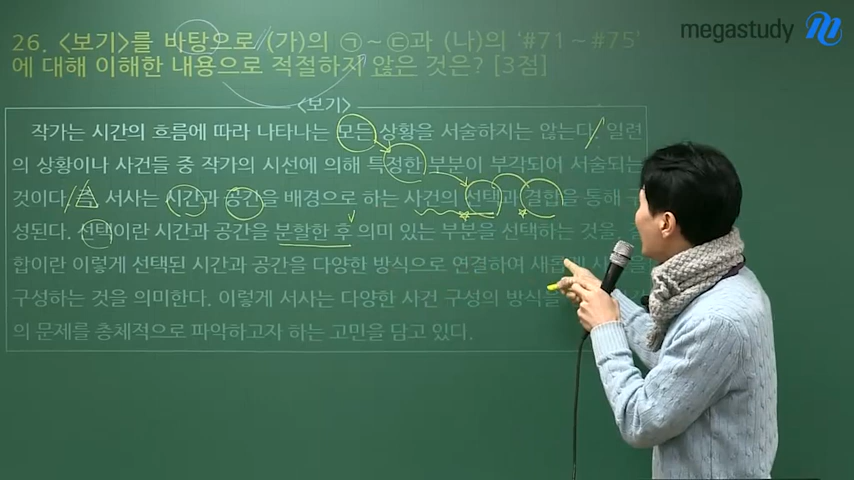 megastudy
26. <보기>를 바탕으로 (가)의 ㉠~㉢과 (나)의 '#71~#75'
에 대해 이해한 내용으로 적절하지 않은 것은? [3점]
<보기>
작가는 시간의 흐름에 따라 나타나는 모든 상황을 서술하지는 않는다. 일련
의 상황이나 사건들 중 작가의 시선에 의해 특정한 부분이 부각되어 서술되는
것이다. 즉 서사는 시간과 공간을 배경으로 하는 사건의 선택과 결합을 통해
성된다. 선택이란 시간과 공간을 분할한 후 의미 있는 부분을 선택하는 것을,
합이란 이렇게 선택된 시간과 공간을 다양한 방식으로 연결하여
구성하는 것을 의미한다. 이렇게 서사는 다양한 사건 구성의 방식을
의 문제를 총체적으로 파악하고자 하는 고민을 담고 있다.